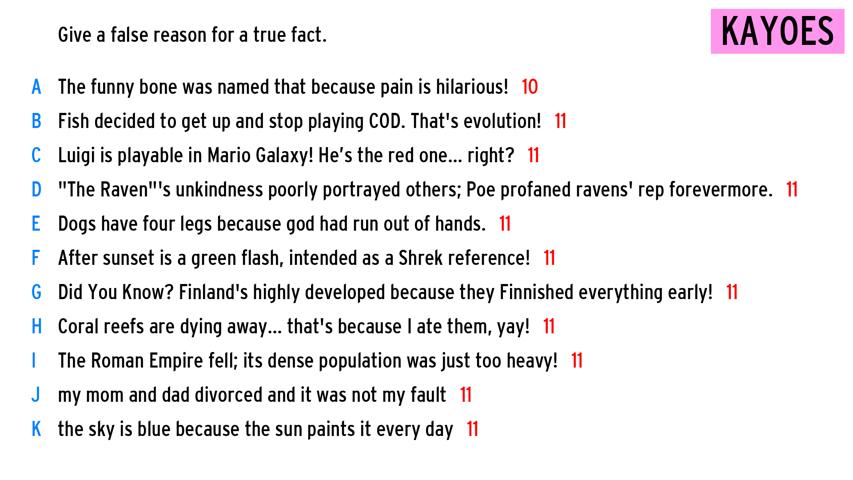 Give a false reason for a true fact.
KAYOES
A The funny bone was named that because pain is hilarious! 10
B Fish decided to get up and stop playing COD. That's evolution! 11
C Luigi is playable in Mario Galaxy! He's the red one... right? 11
D "The Raven"'s unkindness poorly portrayed others; Poe profaned ravens' rep forevermore. 11
E Dogs have four legs because god had run out of hands. 11
F After sunset is a green flash, intended as a Shrek reference! 11
G Did You Know? Finland's highly developed because they Finnished everything early! 11
H Coral reefs are dying away... that's because I ate them, yay! 11
I The Roman Empire fell; its dense population was just too heavy! 11
J my mom and dad divorced and it was not my fault 11
K the sky is blue because the sun paints it every day 11